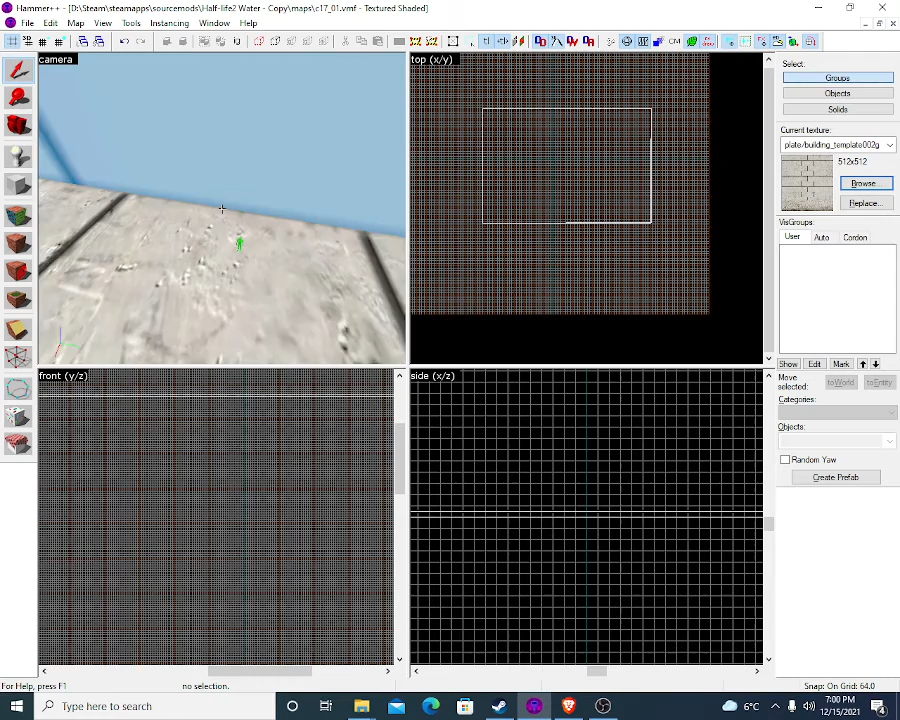 Hammer++ - [D:\Steam\steamapps\sourcemods\Half-life2 Water - Copy\maps\c17_01.vmf - Textured Shaded]
File Edit Map View Tools Instancing Window Help
camera
top (x/y)
front (y/z)
side (x/z)
Select:
Groups
Objects
Solids
Current texture:
plate/building_template002g
512x512
Browse...
Replace...
VisGroups:
User Auto Cordon
Show Edit Mark
Move selected:
toWorld toEntity
Categories:
Objects:
Random Yaw
Create Prefab
For Help, press F1
no selection.
Snap: On Grid: 64.0
Type here to search
6°C
7:00 PM
12/15/2021
4